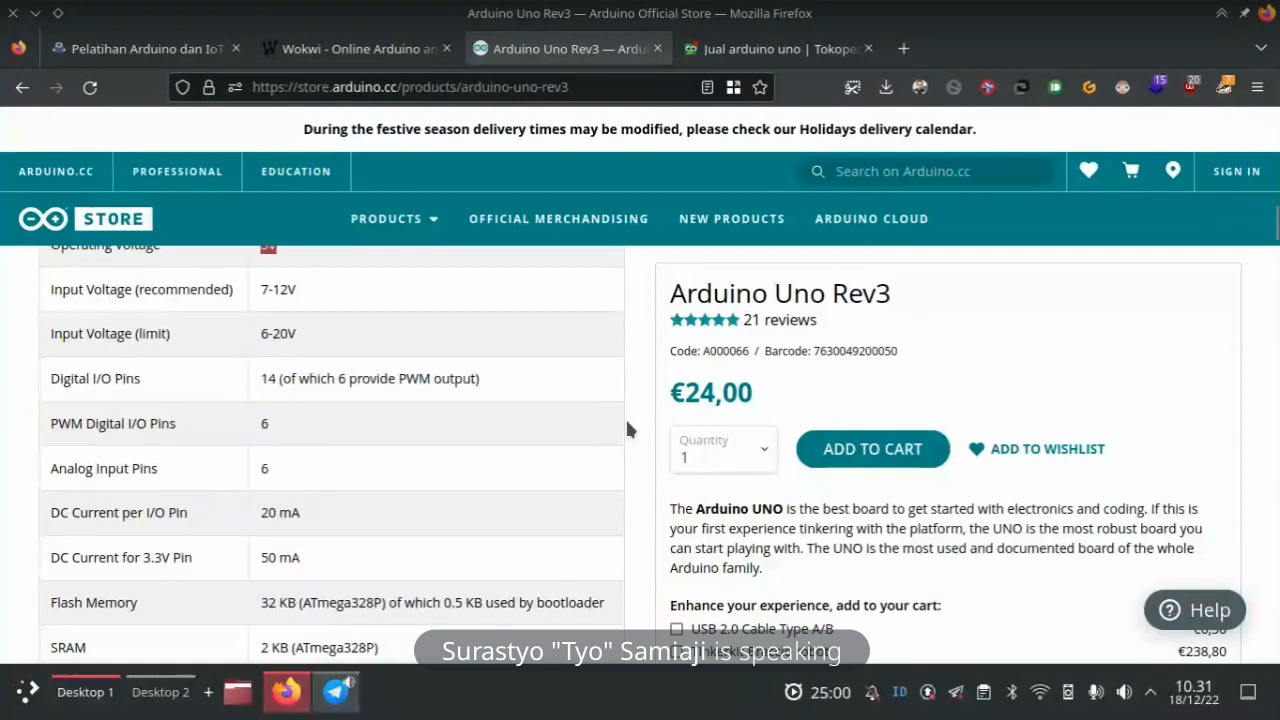 Arduino Uno Rev3 — Arduino Official Store — Mozilla Firefox
Pelatihan Arduino dan IoT
Wokwi - Online Arduino an
Arduino Uno Rev3 — Ardu
Jual arduino uno | Tokope
https://store.arduino.cc/products/arduino-uno-rev3
15
20
7
During the festive season delivery times may be modified, please check our Holidays delivery calendar.
ARDUINO.CC
PROFESSIONAL
EDUCATION
Search on Arduino.cc
SIGN IN
STORE
PRODUCTS
OFFICIAL MERCHANDISING
NEW PRODUCTS
ARDUINO CLOUD
Operating Voltage 5V
Input Voltage (recommended) 7-12V
Input Voltage (limit) 6-20V
Digital I/O Pins 14 (of which 6 provide PWM output)
PWM Digital I/O Pins 6
Analog Input Pins 6
DC Current per I/O Pin 20 mA
DC Current for 3.3V Pin 50 mA
Flash Memory 32 KB (ATmega328P) of which 0.5 KB used by bootloader
SRAM 2 KB (ATmega328P)
Arduino Uno Rev3
21 reviews
Code: A000066 / Barcode: 7630049200050
€24,00
Quantity
1
ADD TO CART
ADD TO WISHLIST
The Arduino UNO is the best board to get started with electronics and coding. If this is
your first experience tinkering with the platform, the UNO is the most robust board you
can start playing with. The UNO is the most used and documented board of the whole
Arduino family.
Enhance your experience, add to your cart:
USB 2.0 Cable Type A/B
€238,80
Help
Surastyo "Tyo" Samiaji is speaking
Desktop 1
Desktop 2
25:00
ID
10.31
18/12/22